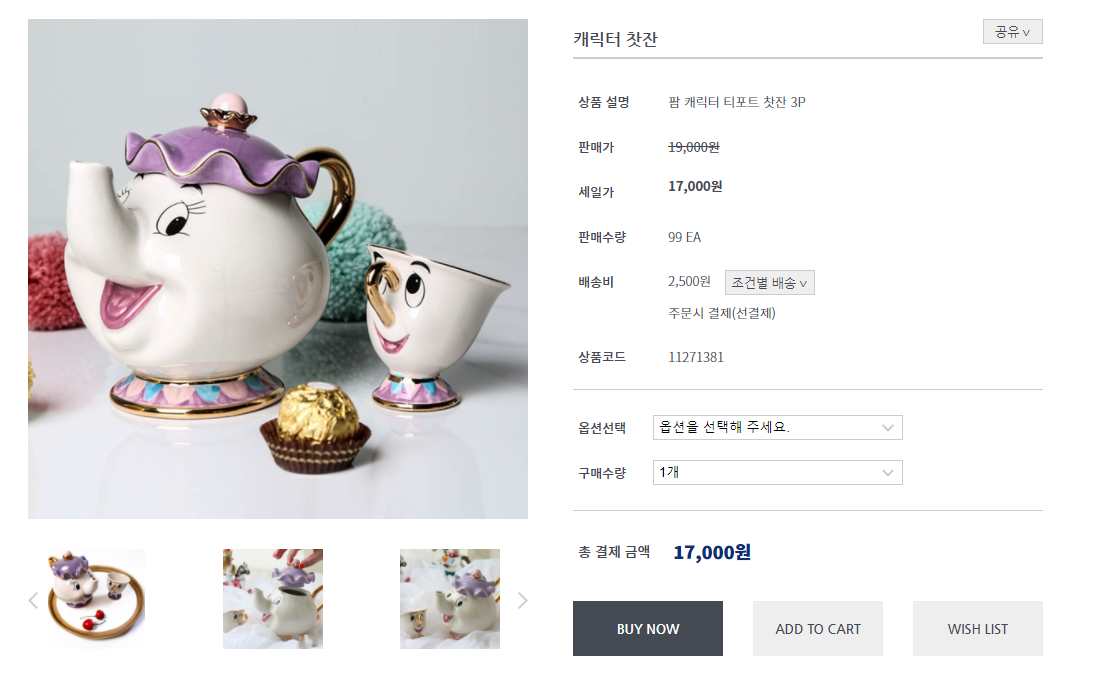 캐릭터 찻잔
공유 ∨
상품 설명 팜 캐릭터 티포트 찻잔 3P
판매가 19,000원
세일가 17,000원
판매수량 99 EA
배송비 2,500원 조건별 배송 ∨
주문시 결제(선결제)
상품코드 11271381
옵션선택 옵션을 선택해 주세요.
구매수량 1개
총 결제 금액 17,000원
BUY NOW ADD TO CART WISH LIST